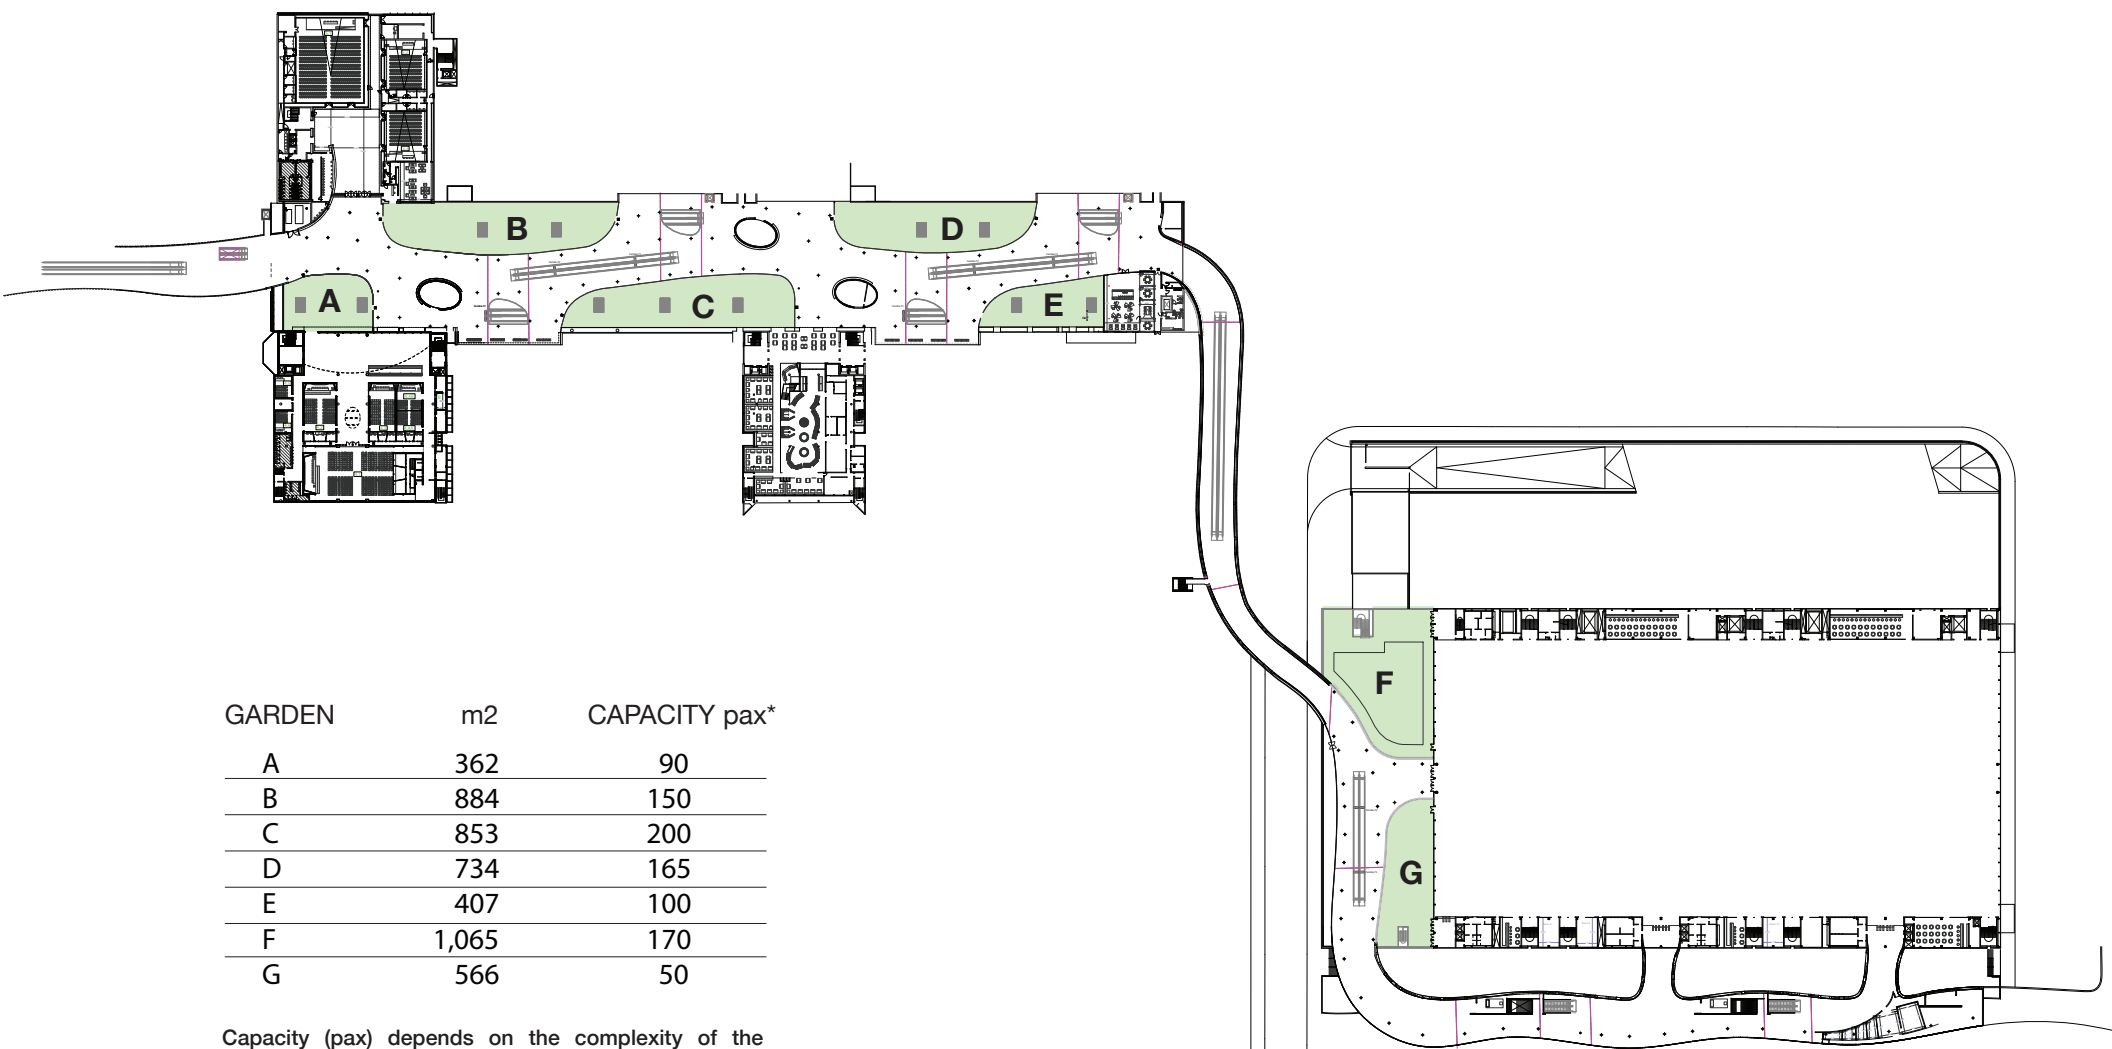 B
D
A
C
E
F
G
GARDEN m2 CAPACITY pax*
A 362 90
B 884 150
C 853 200
D 734 165
E 407 100
F 1,065 170
G 566 50
Capacity (pax) depends on the complexity of the